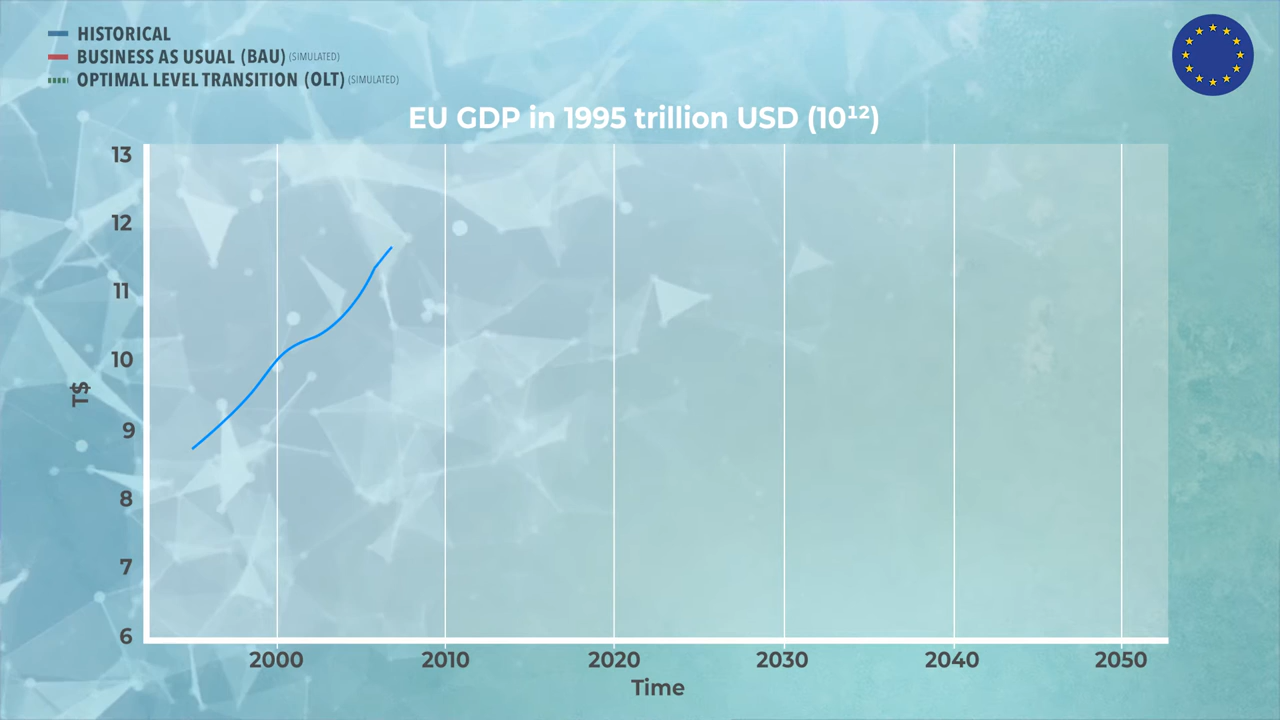 HISTORICAL
BUSINESS AS USUAL (BAU) (SIMULATED)
OPTIMAL LEVEL TRANSITION (OLT) (SIMULATED)
EU GDP in 1995 trillion USD (10¹²)
13
12
11
10
9
8
7
6
T$
2000 2010 2020 2030 2040 2050
Time